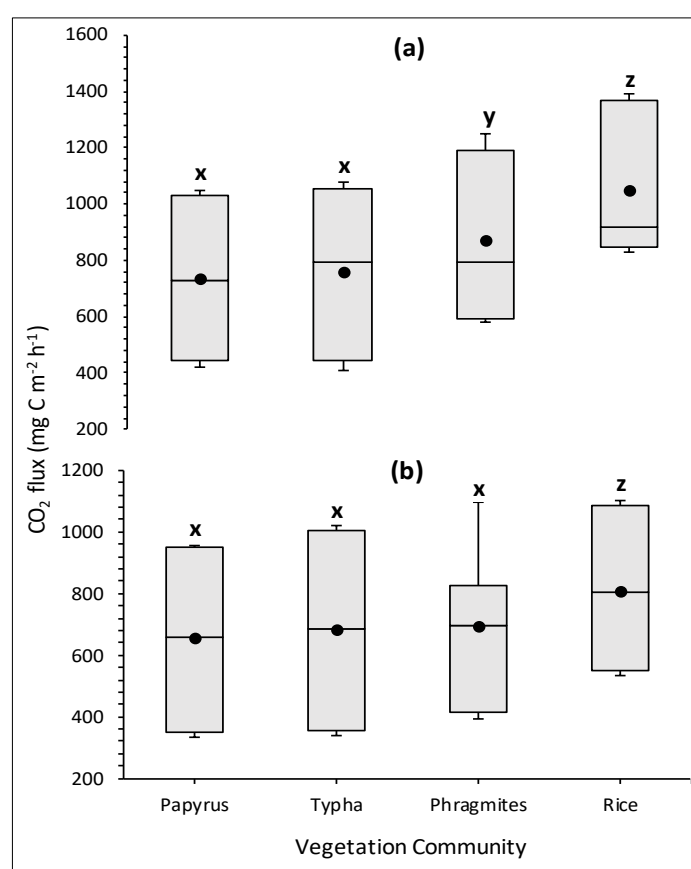 (a)
1600
1400
1200
1000
800
600
400
200
x
x
y
z
CO₂ flux (mg C m⁻² h⁻¹)
(b)
1200
1000
800
600
400
200
x
x
x
z
Papyrus Typha Phragmites Rice
Vegetation Community